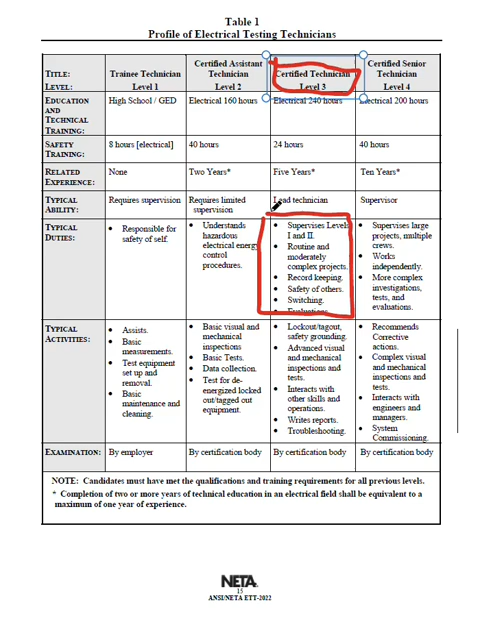 Table 1
Profile of Electrical Testing Technicians
TITLE:
LEVEL:
Trainee Technician
Level 1
Certified Assistant
Technician
Level 2
Certified Technician
Level 3
Certified Senior
Technician
Level 4
EDUCATION
AND
TECHNICAL
TRAINING:
High School / GED
Electrical 160 hours
Electrical 240 hours
Electrical 200 hours
SAFETY
TRAINING:
8 hours [electrical]
40 hours
24 hours
40 hours
RELATED
EXPERIENCE:
None
Two Years*
Five Years*
Ten Years*
TYPICAL
ABILITY:
Requires supervision
Requires limited
supervision
Lead technician
Supervisor
TYPICAL
DUTIES:
• Responsible for
safety of self.
• Understands
hazardous
electrical energy
control
procedures.
• Supervises Levels
I and II.
• Routine and
moderately
complex projects.
• Record keeping.
• Safety of others.
• Switching.
• Evaluations.
• Supervises large
projects, multiple
crews.
• Works
independently.
• More complex
investigations,
tests, and
evaluations.
TYPICAL
ACTIVITIES:
• Assists.
• Basic
measurements.
• Test equipment
set up and
removal.
• Basic
maintenance and
cleaning.
• Basic visual and
mechanical
inspections
• Basic Tests.
• Data collection.
• Test for de-
energized locked
out/tagged out
equipment.
• Lockout/tagout,
safety grounding.
• Advanced visual
and mechanical
inspections and
tests.
• Interacts with
other skills and
operations.
• Writes reports.
• Troubleshooting.
• Recommends
Corrective
actions.
• Complex visual
and mechanical
inspections and
tests.
• Interacts with
engineers and
managers.
• System
Commissioning.
EXAMINATION:
By employer
By certification body
By certification body
By certification body
NOTE: Candidates must have met the qualifications and training requirements for all previous levels.
* Completion of two or more years of technical education in an electrical field shall be equivalent to a
maximum of one year of experience.
NETA
15
ANSI/NETA ETT-2022